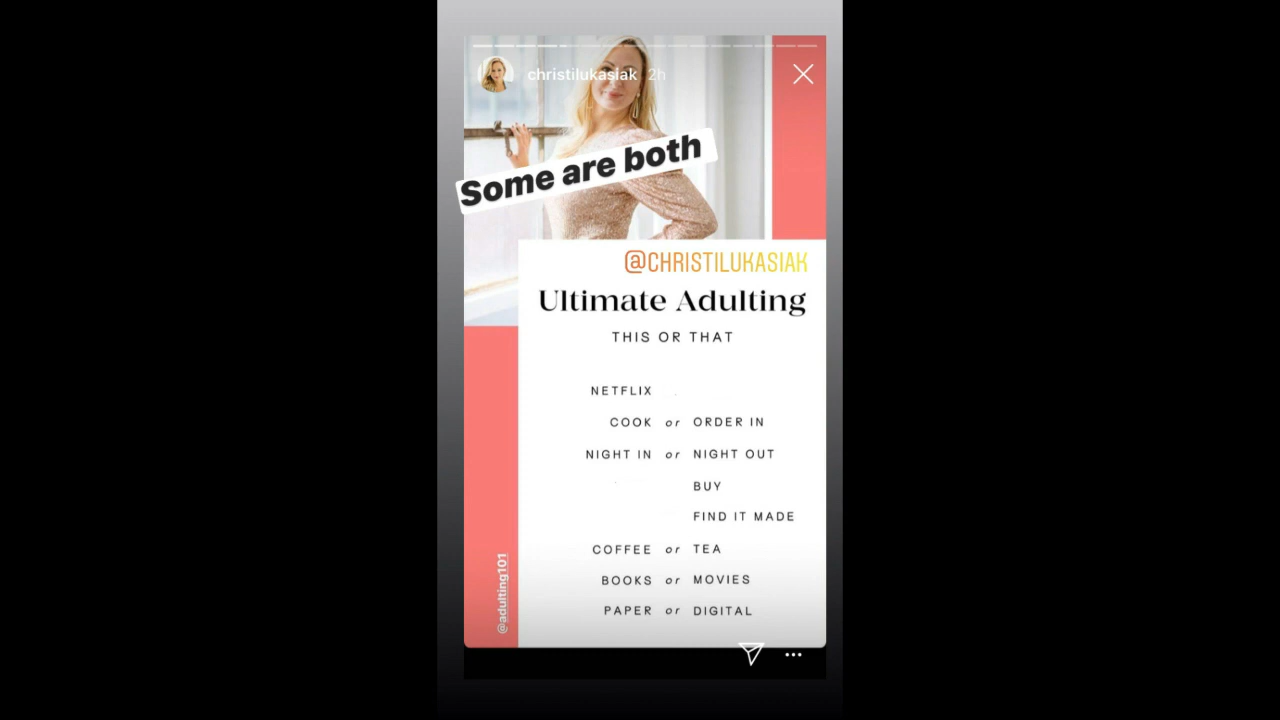 christilukasiak 2h
Some are both
@CHRISTILUKASIAK
Ultimate Adulting
THIS OR THAT
NETFLIX
COOK or ORDER IN
NIGHT IN or NIGHT OUT
BUY
FIND IT MADE
COFFEE or TEA
BOOKS or MOVIES
PAPER or DIGITAL
@adulting101